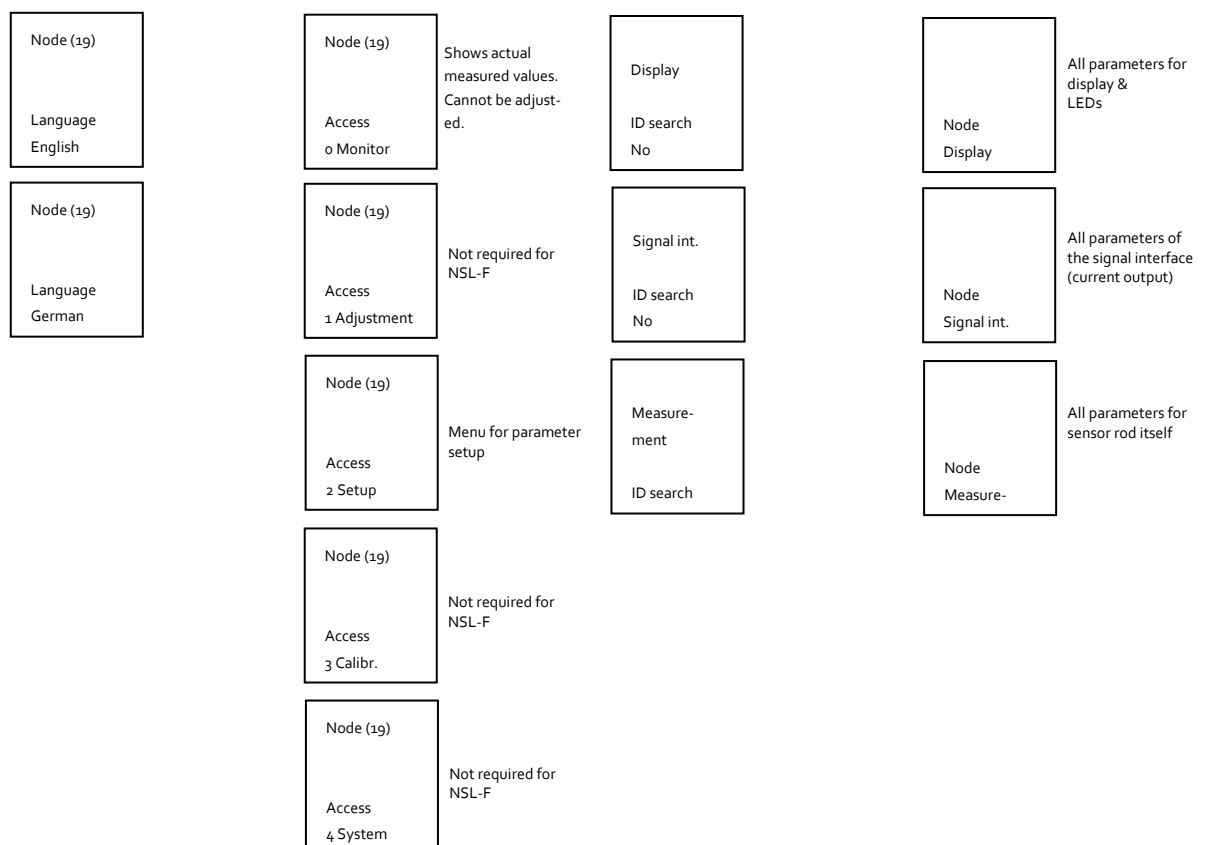 Node (19)
Language
English
Node (19)
Language
German
Node (19)
Access
0 Monitor
Shows actual
measured values.
Cannot be adjust-
ed.
Node (19)
Access
1 Adjustment
Not required for
NSL-F
Node (19)
Access
2 Setup
Menu for parameter
setup
Node (19)
Access
3 Calibr.
Not required for
NSL-F
Node (19)
Access
4 System
Not required for
NSL-F
Display
ID search
No
Signal int.
ID search
No
Measure-
ment
ID search
Node
Display
All parameters for
display &
LEDs
Node
Signal int.
All parameters of
the signal interface
(current output)
Node
Measure-
All parameters for
sensor rod itself